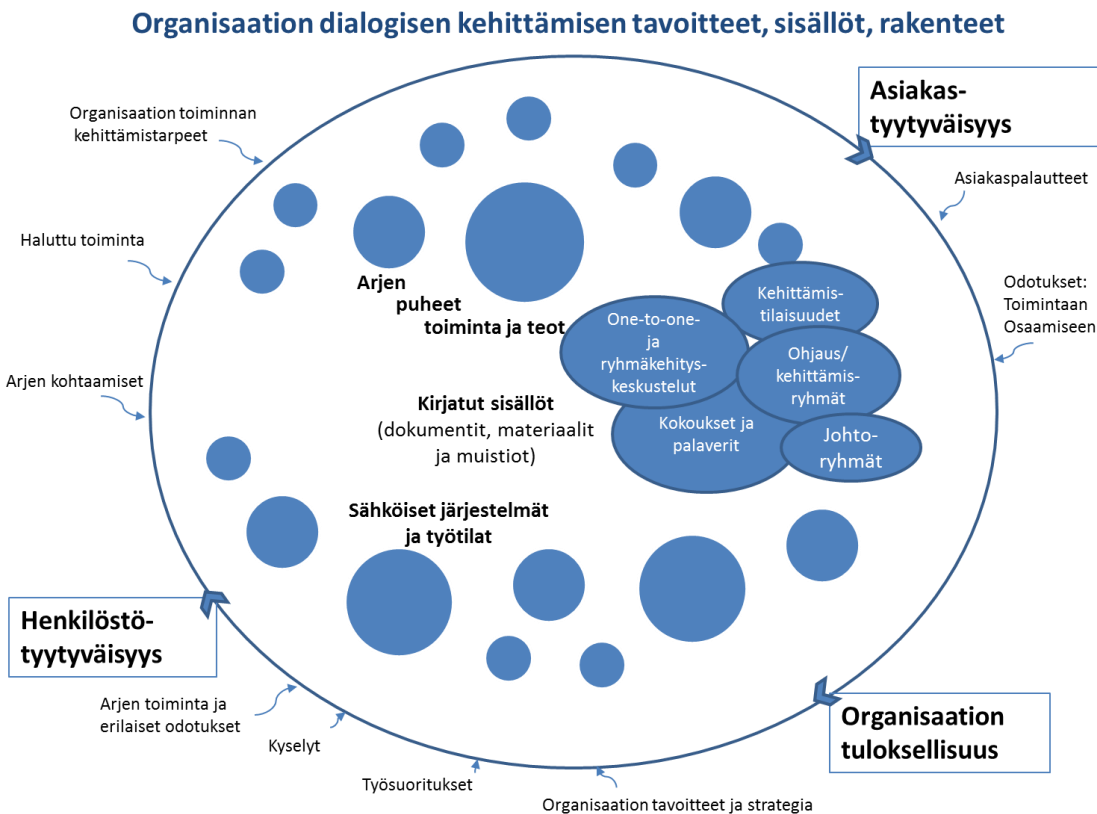 Organisaation dialogisen kehittämisen tavoitteet, sisällöt, rakenteet
Asiakas-
tyytyväisyys
Organisaation toiminnan
kehittämistarpeet
Asiakaspalautteet
Haluttu toiminta
Odotukset:
Toimintaan
Osaamiseen
Arjen
puheet
toiminta ja teot
Kehittämis-
tilaisuudet
One-to-one-
ja
ryhmäkehitys-
keskustelut
Ohjaus/
kehittämis-
ryhmät
Arjen kohtaamiset
Kirjatut sisällöt
(dokumentit, materiaalit
ja muistiot)
Kokoukset ja
palaverit
Johto-
ryhmät
Sähköiset järjestelmät
ja työtilat
Henkilöstö-
tyytyväisyys
Arjen toiminta ja
erilaiset odotukset
Kyselyt
Työsuoritukset
Organisaation tavoitteet ja strategia
Organisaation
tuloksellisuus